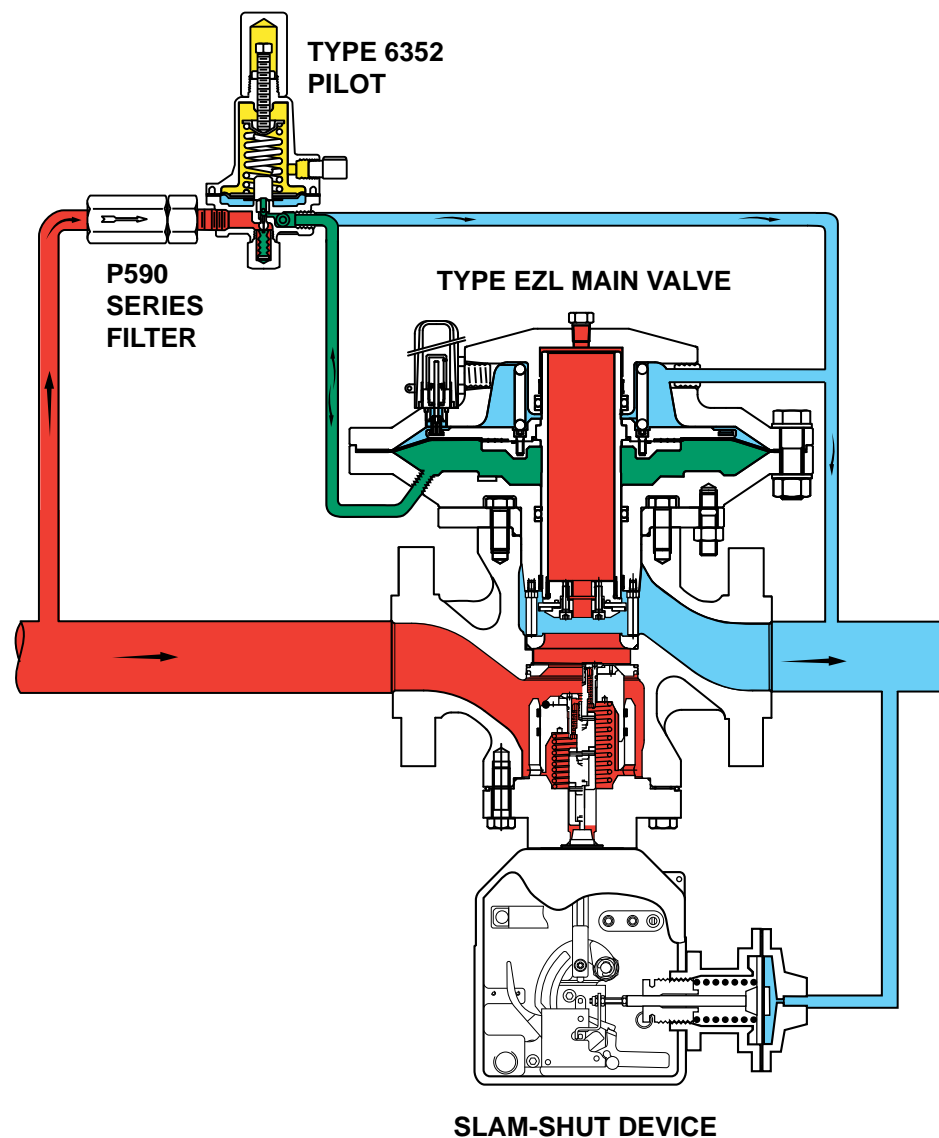 TYPE 6352
PILOT
P590
SERIES
FILTER
TYPE EZL MAIN VALVE
SLAM-SHUT DEVICE